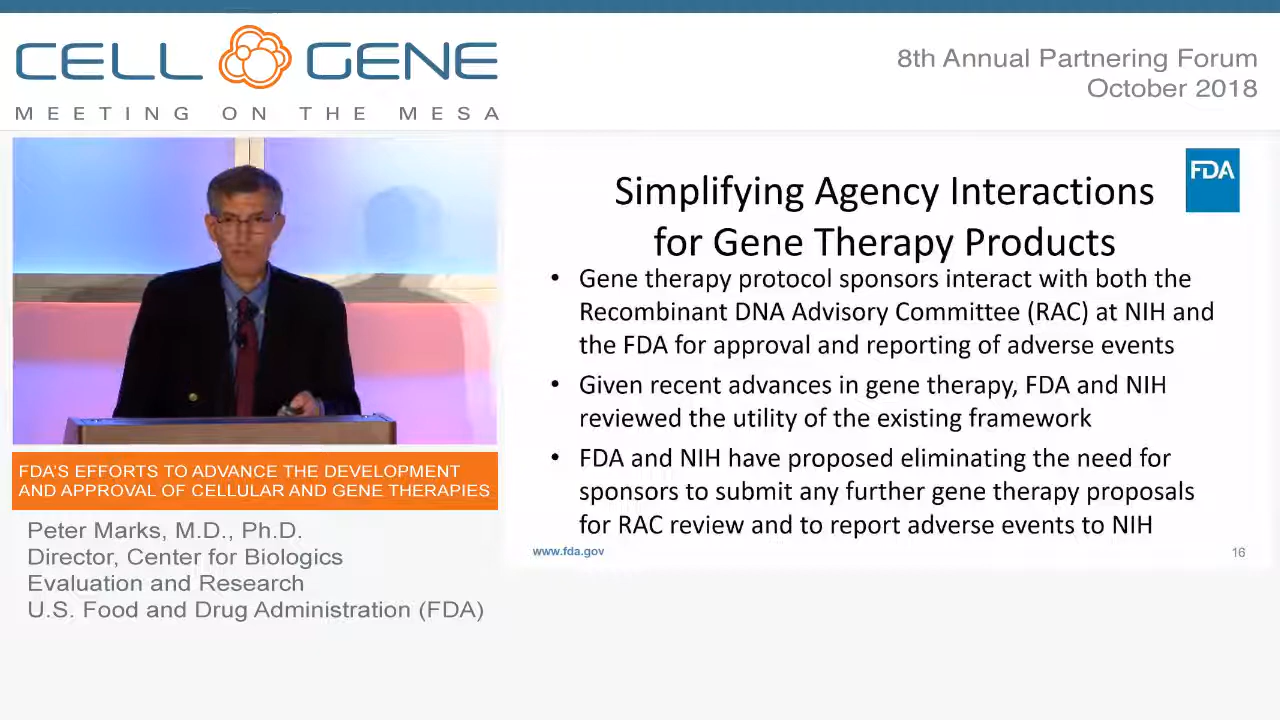 CELL GENE
MEETING ON THE MESA
8th Annual Partnering Forum
October 2018
FDA
Simplifying Agency Interactions
for Gene Therapy Products
• Gene therapy protocol sponsors interact with both the
Recombinant DNA Advisory Committee (RAC) at NIH and
the FDA for approval and reporting of adverse events
• Given recent advances in gene therapy, FDA and NIH
reviewed the utility of the existing framework
• FDA and NIH have proposed eliminating the need for
sponsors to submit any further gene therapy proposals
for RAC review and to report adverse events to NIH
www.fda.gov
16
FDA'S EFFORTS TO ADVANCE THE DEVELOPMENT
AND APPROVAL OF CELLULAR AND GENE THERAPIES
Peter Marks, M.D., Ph.D.
Director, Center for Biologics
Evaluation and Research
U.S. Food and Drug Administration (FDA)